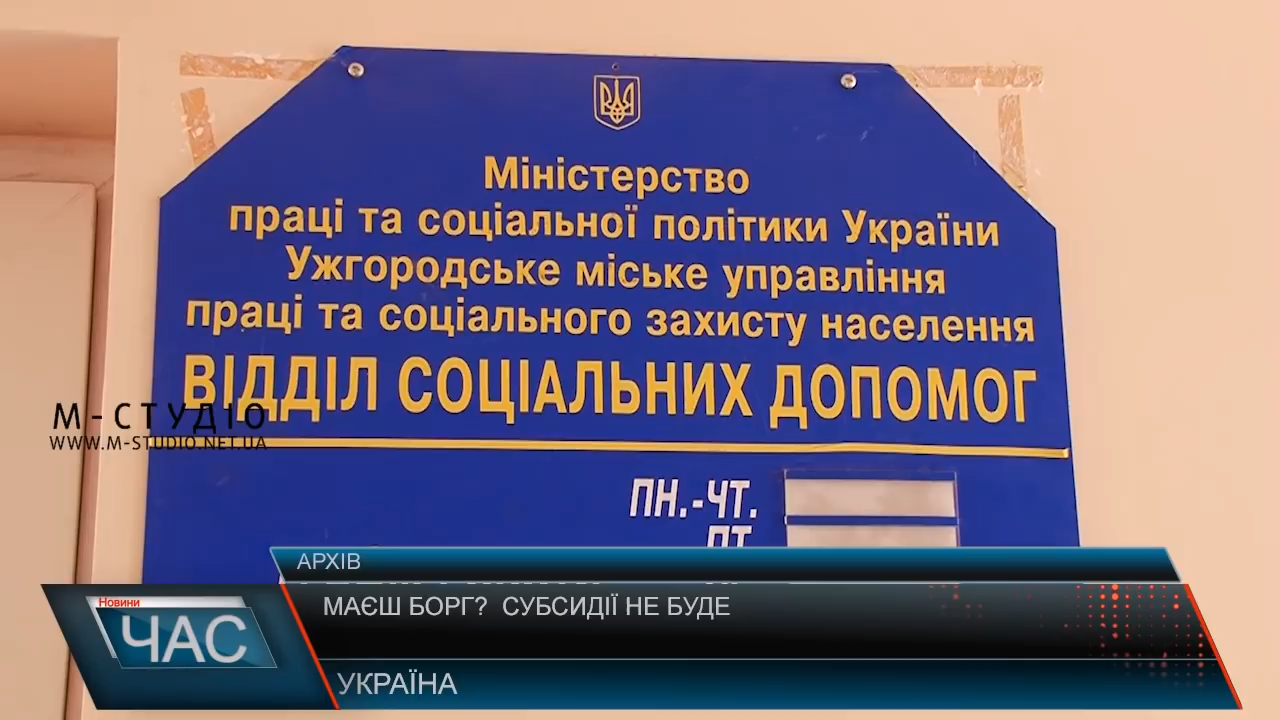 Міністерство
праці та соціальної політики України
Ужгородське міське управління
праці та соціального захисту населення
ВІДДІЛ СОЦІАЛЬНИХ ДОПОМОГ
М-СТУДІО
WWW.M-STUDIO.NET.UA
ПН.-ЧТ.
ПТ.
АРХІВ
Новини
ЧАС
МАЄШ БОРГ? СУБСИДІЇ НЕ БУДЕ
УКРАЇНА